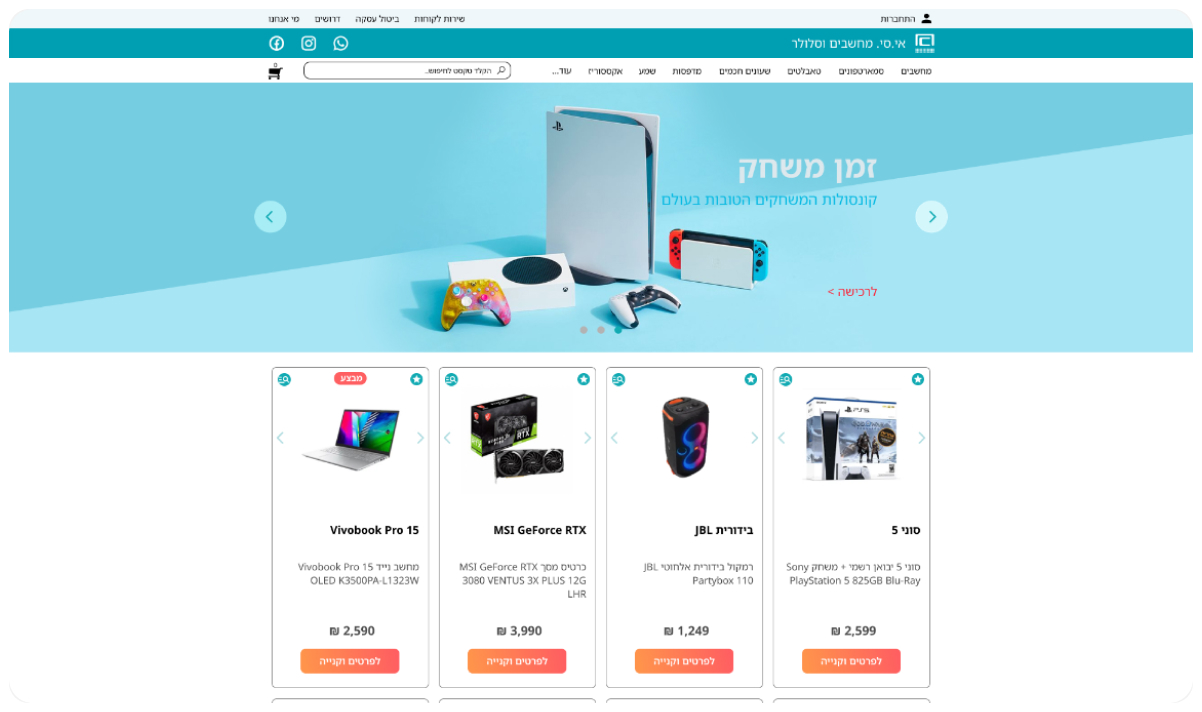 התחברות
שירות לקוחות ביטול עסקה דרושים מי אנחנו
אי.סי. מחשבים וסלולר
מחשבים סמארטפונים טאבלטים שעונים חכמים מדפסות שמע אקססוריז עוד...
הקלד טקסט לחיפוש..
0
זמן משחק
קונסולות המשחקים הטובות בעולם
לרכישה >
סוני 5
סוני 5 יבואן רשמי + משחק Sony
PlayStation 5 825GB Blu-Ray
2,599 ₪
לפרטים וקנייה
בידורית JBL
רמקול בידורית אלחוטי JBL
Partybox 110
1,249 ₪
לפרטים וקנייה
MSI GeForce RTX
כרטיס מסך MSI GeForce RTX
3080 VENTUS 3X PLUS 12G
LHR
3,990 ₪
לפרטים וקנייה
מבצע
Vivobook Pro 15
מחשב נייד Vivobook Pro 15
OLED K3500PA-L1323W
2,590 ₪
לפרטים וקנייה